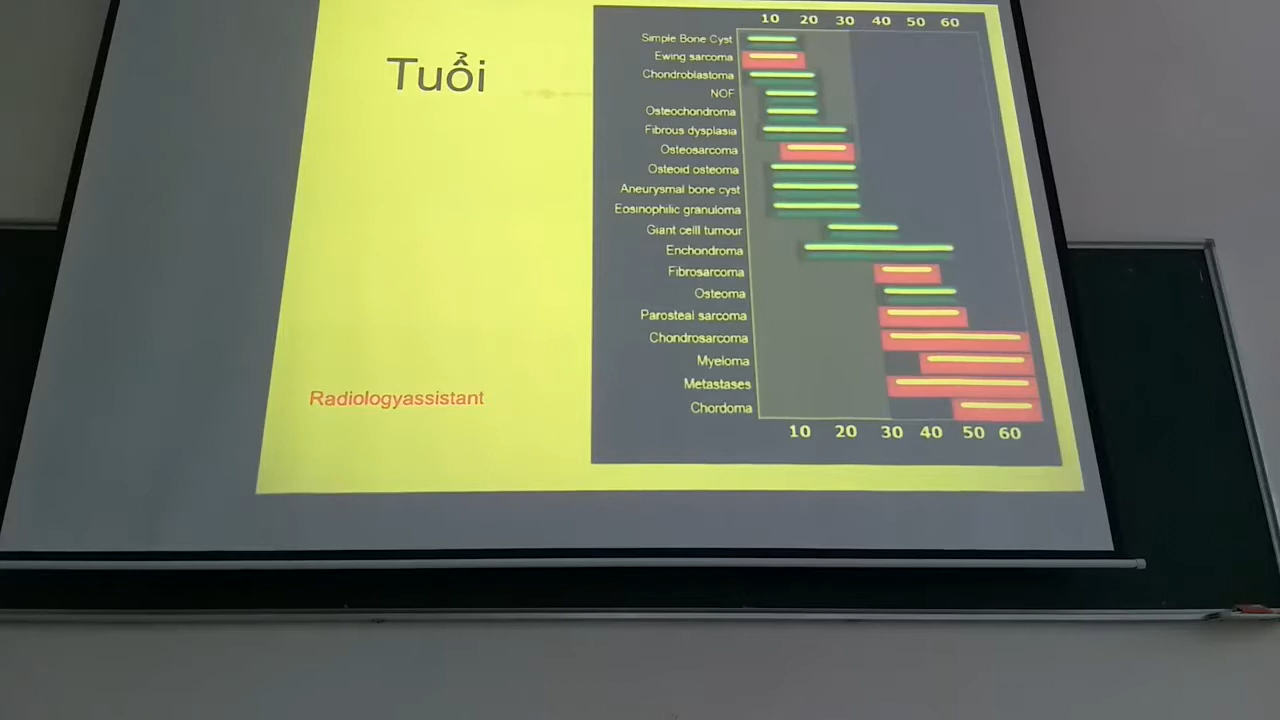 Tuổi
Radiologyassistant
10 20 30 40 50 60
Simple Bone Cyst
Ewing sarcoma
Chondroblastoma
NOF
Osteochondroma
Fibrous dysplasia
Osteosarcoma
Osteoid osteoma
Aneurysmal bone cyst
Eosinophilic granuloma
Giant celll tumour
Enchondroma
Fibrosarcoma
Osteoma
Parosteal sarcoma
Chondrosarcoma
Myeloma
Metastases
Chordoma
10 20 30 40 50 60